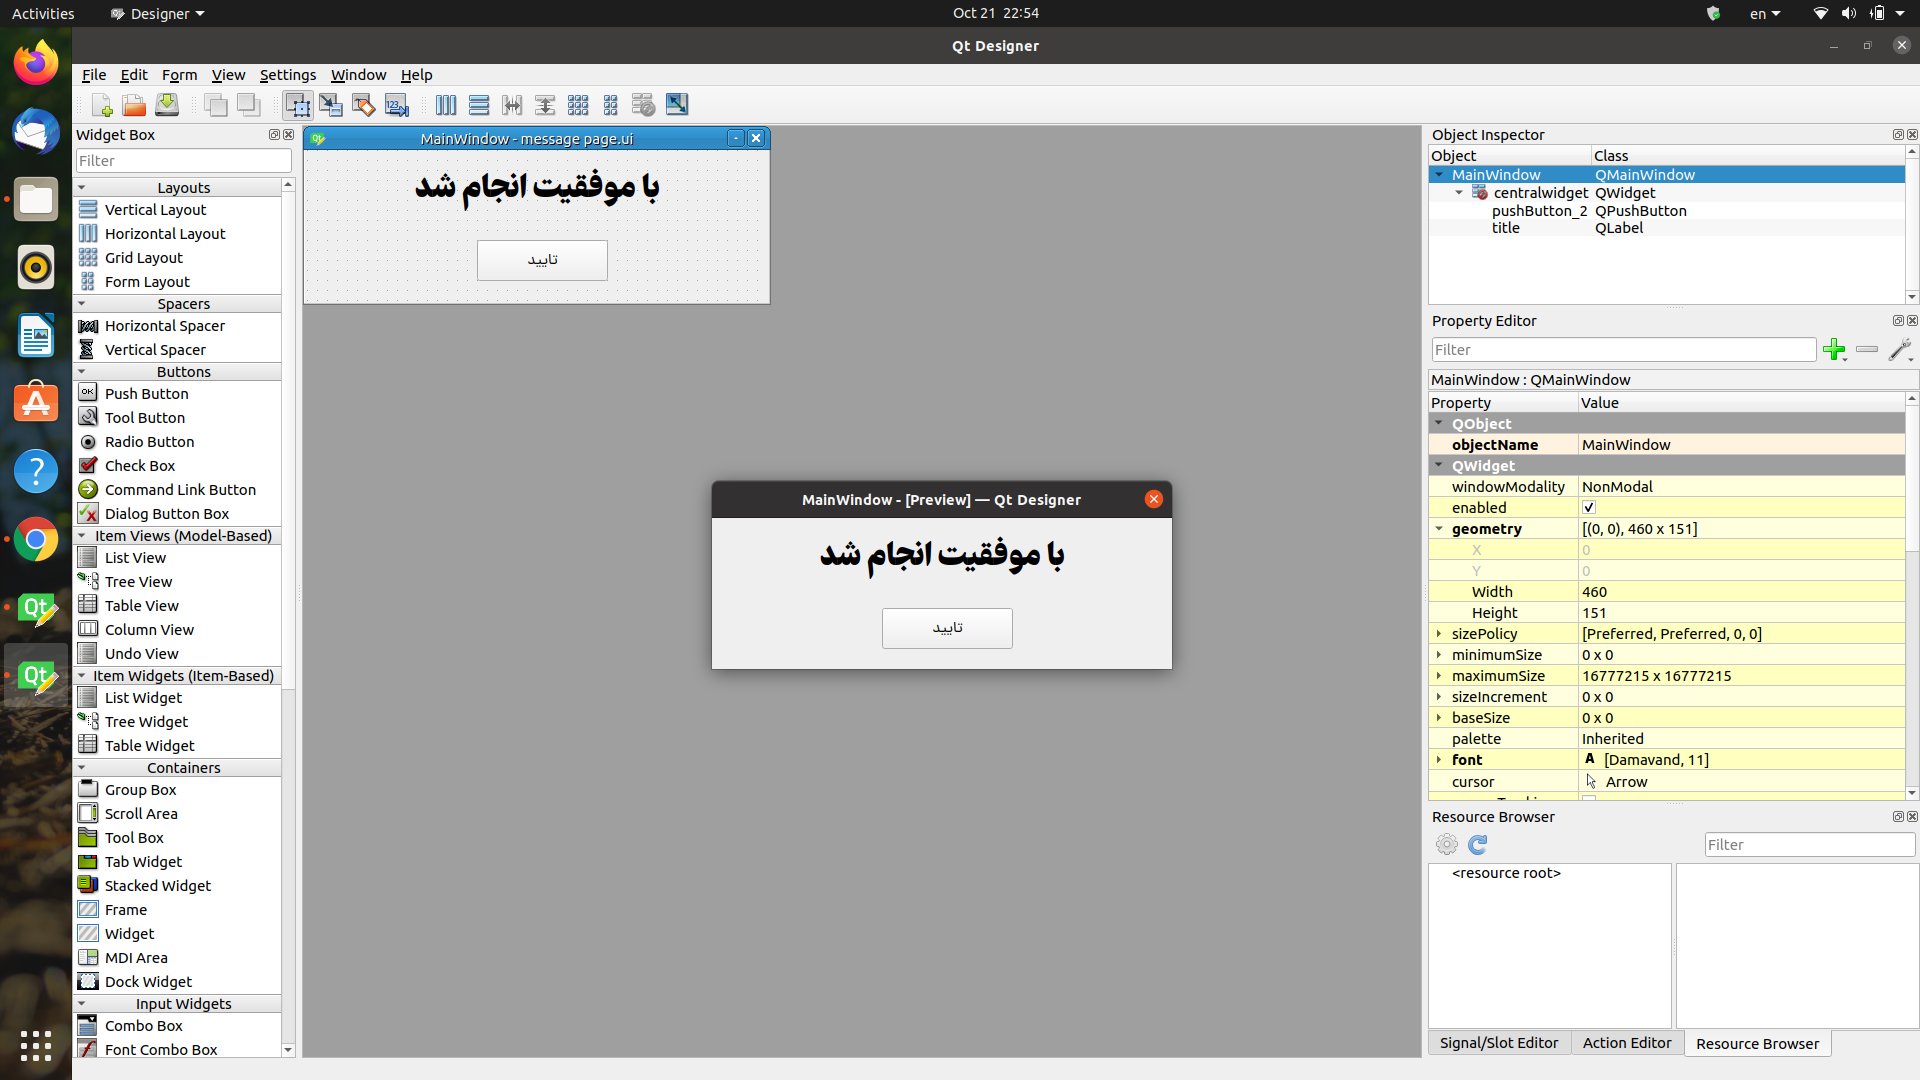 Activities
Designer
Oct 21 22:54
en
Qt Designer
File Edit Form View Settings Window Help
Widget Box
Filter
Layouts
Vertical Layout
Horizontal Layout
Grid Layout
Form Layout
Spacers
Horizontal Spacer
Vertical Spacer
Buttons
Push Button
Tool Button
Radio Button
Check Box
Command Link Button
Dialog Button Box
Item Views (Model-Based)
List View
Tree View
Table View
Column View
Undo View
Item Widgets (Item-Based)
List Widget
Tree Widget
Table Widget
Containers
Group Box
Scroll Area
Tool Box
Tab Widget
Stacked Widget
Frame
Widget
MDI Area
Dock Widget
Input Widgets
Combo Box
Font Combo Box
MainWindow - message page.ui
با موفقیت انجام شد
تایید
MainWindow - [Preview] — Qt Designer
با موفقیت انجام شد
تایید
Object Inspector
Object Class
MainWindow QMainWindow
centralwidget QWidget
pushButton_2 QPushButton
title QLabel
Property Editor
Filter
MainWindow : QMainWindow
Property Value
QObject
objectName MainWindow
QWidget
windowModality NonModal
enabled
geometry [(0, 0), 460 x 151]
X 0
Y 0
Width 460
Height 151
sizePolicy [Preferred, Preferred, 0, 0]
minimumSize 0 x 0
maximumSize 16777215 x 16777215
sizeIncrement 0 x 0
baseSize 0 x 0
palette Inherited
font A [Damavand, 11]
cursor Arrow
Resource Browser
Filter
<resource root>
Signal/Slot Editor Action Editor Resource Browser